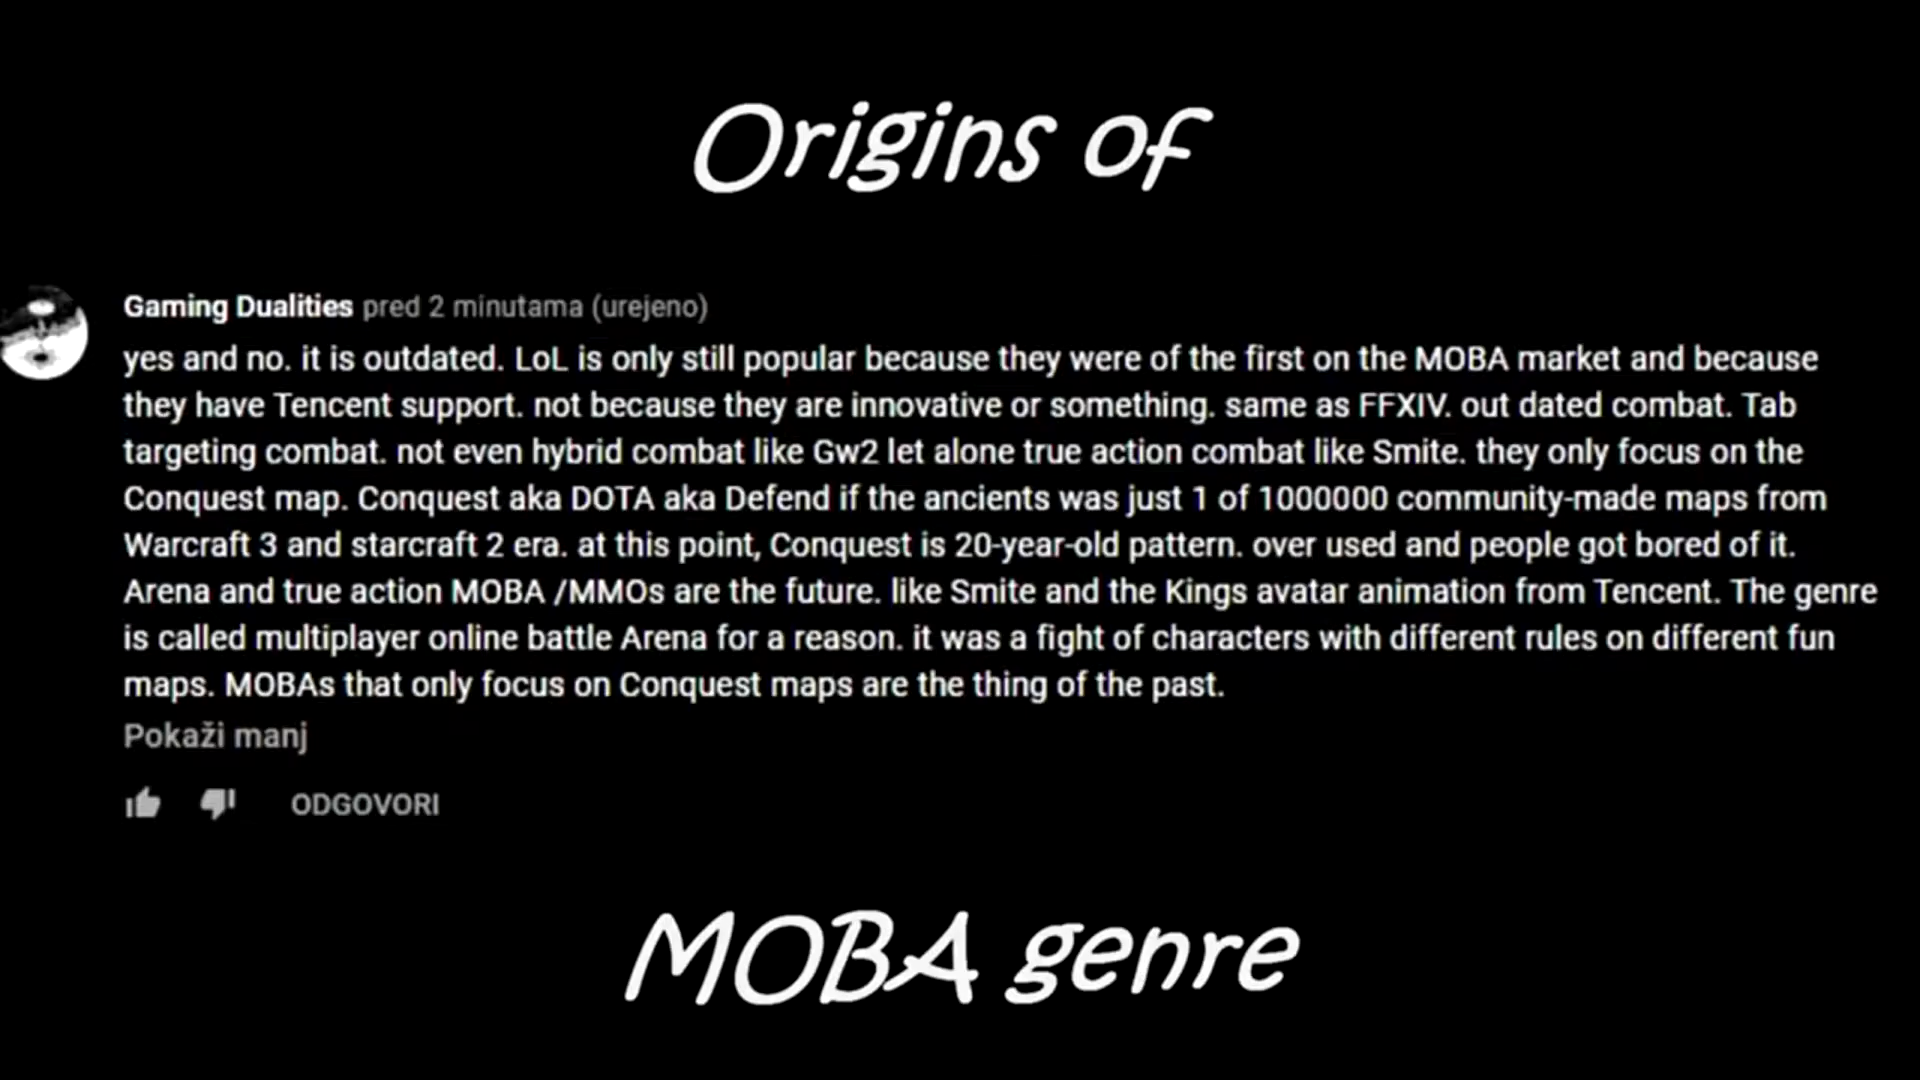 Origins of
Gaming Dualities pred 2 minutama (urejeno)
yes and no. it is outdated. LoL is only still popular because they were of the first on the MOBA market and because
they have Tencent support. not because they are innovative or something. same as FFXIV. out dated combat. Tab
targeting combat. not even hybrid combat like Gw2 let alone true action combat like Smite. they only focus on the
Conquest map. Conquest aka DOTA aka Defend if the ancients was just 1 of 1000000 community-made maps from
Warcraft 3 and starcraft 2 era. at this point, Conquest is 20-year-old pattern. over used and people got bored of it.
Arena and true action MOBA /MMOs are the future. like Smite and the Kings avatar animation from Tencent. The genre
is called multiplayer online battle Arena for a reason. it was a fight of characters with different rules on different fun
maps. MOBAs that only focus on Conquest maps are the thing of the past.
Pokaži manj
ODGOVORI
MOBA genre